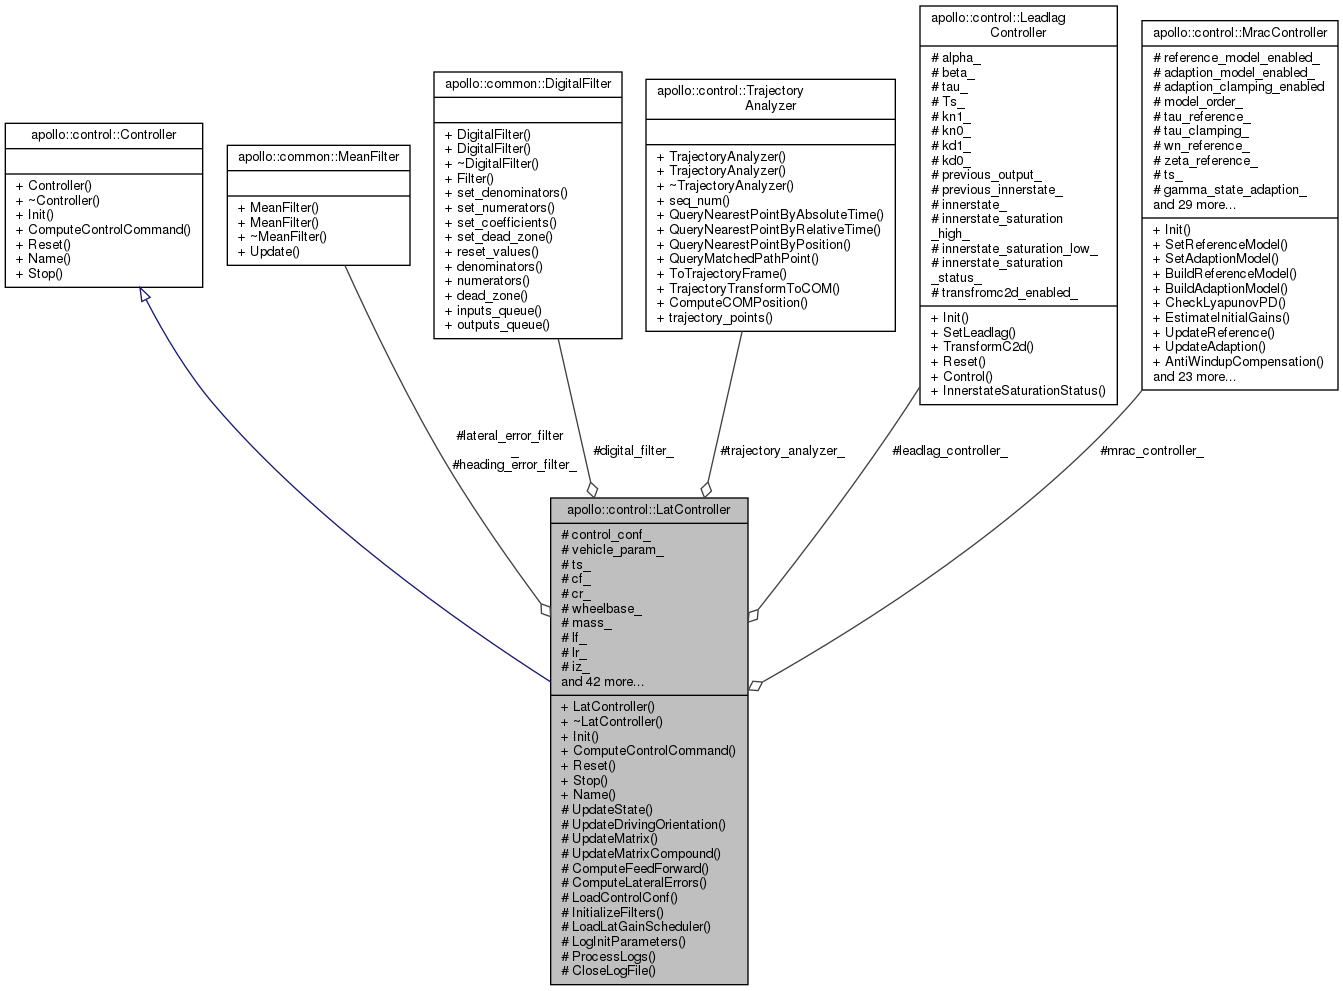 apollo::control::Controller
+ Controller()
+ ~Controller()
+ Init()
+ ComputeControlCommand()
+ Reset()
+ Name()
+ Stop()
apollo::common::MeanFilter
+ MeanFilter()
+ MeanFilter()
+ ~MeanFilter()
+ Update()
apollo::common::DigitalFilter
+ DigitalFilter()
+ DigitalFilter()
+ ~DigitalFilter()
+ Filter()
+ set_denominators()
+ set_numerators()
+ set_coefficients()
+ set_dead_zone()
+ reset_values()
+ denominators()
+ numerators()
+ dead_zone()
+ inputs_queue()
+ outputs_queue()
apollo::control::Trajectory
Analyzer
+ TrajectoryAnalyzer()
+ TrajectoryAnalyzer()
+ ~TrajectoryAnalyzer()
+ seq_num()
+ QueryNearestPointByAbsoluteTime()
+ QueryNearestPointByRelativeTime()
+ QueryNearestPointByPosition()
+ QueryMatchedPathPoint()
+ ToTrajectoryFrame()
+ TrajectoryTransformToCOM()
+ ComputeCOMPosition()
+ trajectory_points()
apollo::control::Leadlag
Controller
# alpha_
# beta_
# tau_
# Ts_
# kn1_
# kn0_
# kd1_
# kd0_
# previous_output_
# previous_innerstate_
# innerstate_
# innerstate_saturation
_high_
# innerstate_saturation_low_
# innerstate_saturation
_status_
# transfromc2d_enabled_
+ Init()
+ SetLeadlag()
+ TransformC2d()
+ Reset()
+ Control()
+ InnerstateSaturationStatus()
apollo::control::MracController
# reference_model_enabled_
# adaption_model_enabled_
# adaption_clamping_enabled
# model_order_
# tau_reference_
# tau_clamping_
# wn_reference_
# zeta_reference_
# ts_
# gamma_state_adaption_
and 29 more...
+ Init()
+ SetReferenceModel()
+ SetAdaptionModel()
+ BuildReferenceModel()
+ BuildAdaptionModel()
+ CheckLyapunovPD()
+ EstimateInitialGains()
+ UpdateReference()
+ UpdateAdaption()
+ AntiWindupCompensation()
and 23 more...
#lateral_error_filter
_
#heading_error_filter_
#digital_filter_
#trajectory_analyzer_
#leadlag_controller_
#mrac_controller_
apollo::control::LatController
# control_conf_
# vehicle_param_
# ts_
# cf_
# cr_
# wheelbase_
# mass_
# lf_
# lr_
# iz_
and 42 more...
+ LatController()
+ ~LatController()
+ Init()
+ ComputeControlCommand()
+ Reset()
+ Stop()
+ Name()
# UpdateState()
# UpdateDrivingOrientation()
# UpdateMatrix()
# UpdateMatrixCompound()
# ComputeFeedForward()
# ComputeLateralErrors()
# LoadControlConf()
# InitializeFilters()
# LoadLatGainScheduler()
# LogInitParameters()
# ProcessLogs()
# CloseLogFile()